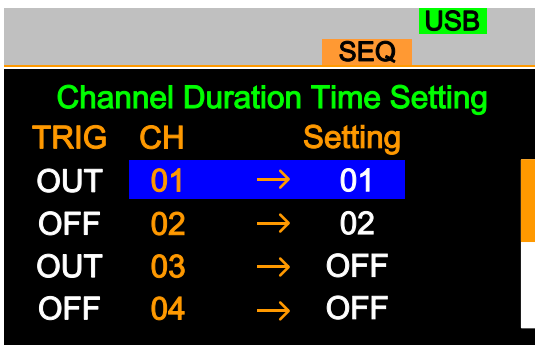 USB
SEQ
Channel Duration Time Setting
TRIG CH Setting
OUT 01 → 01
OFF 02 → 02
OUT 03 → OFF
OFF 04 → OFF